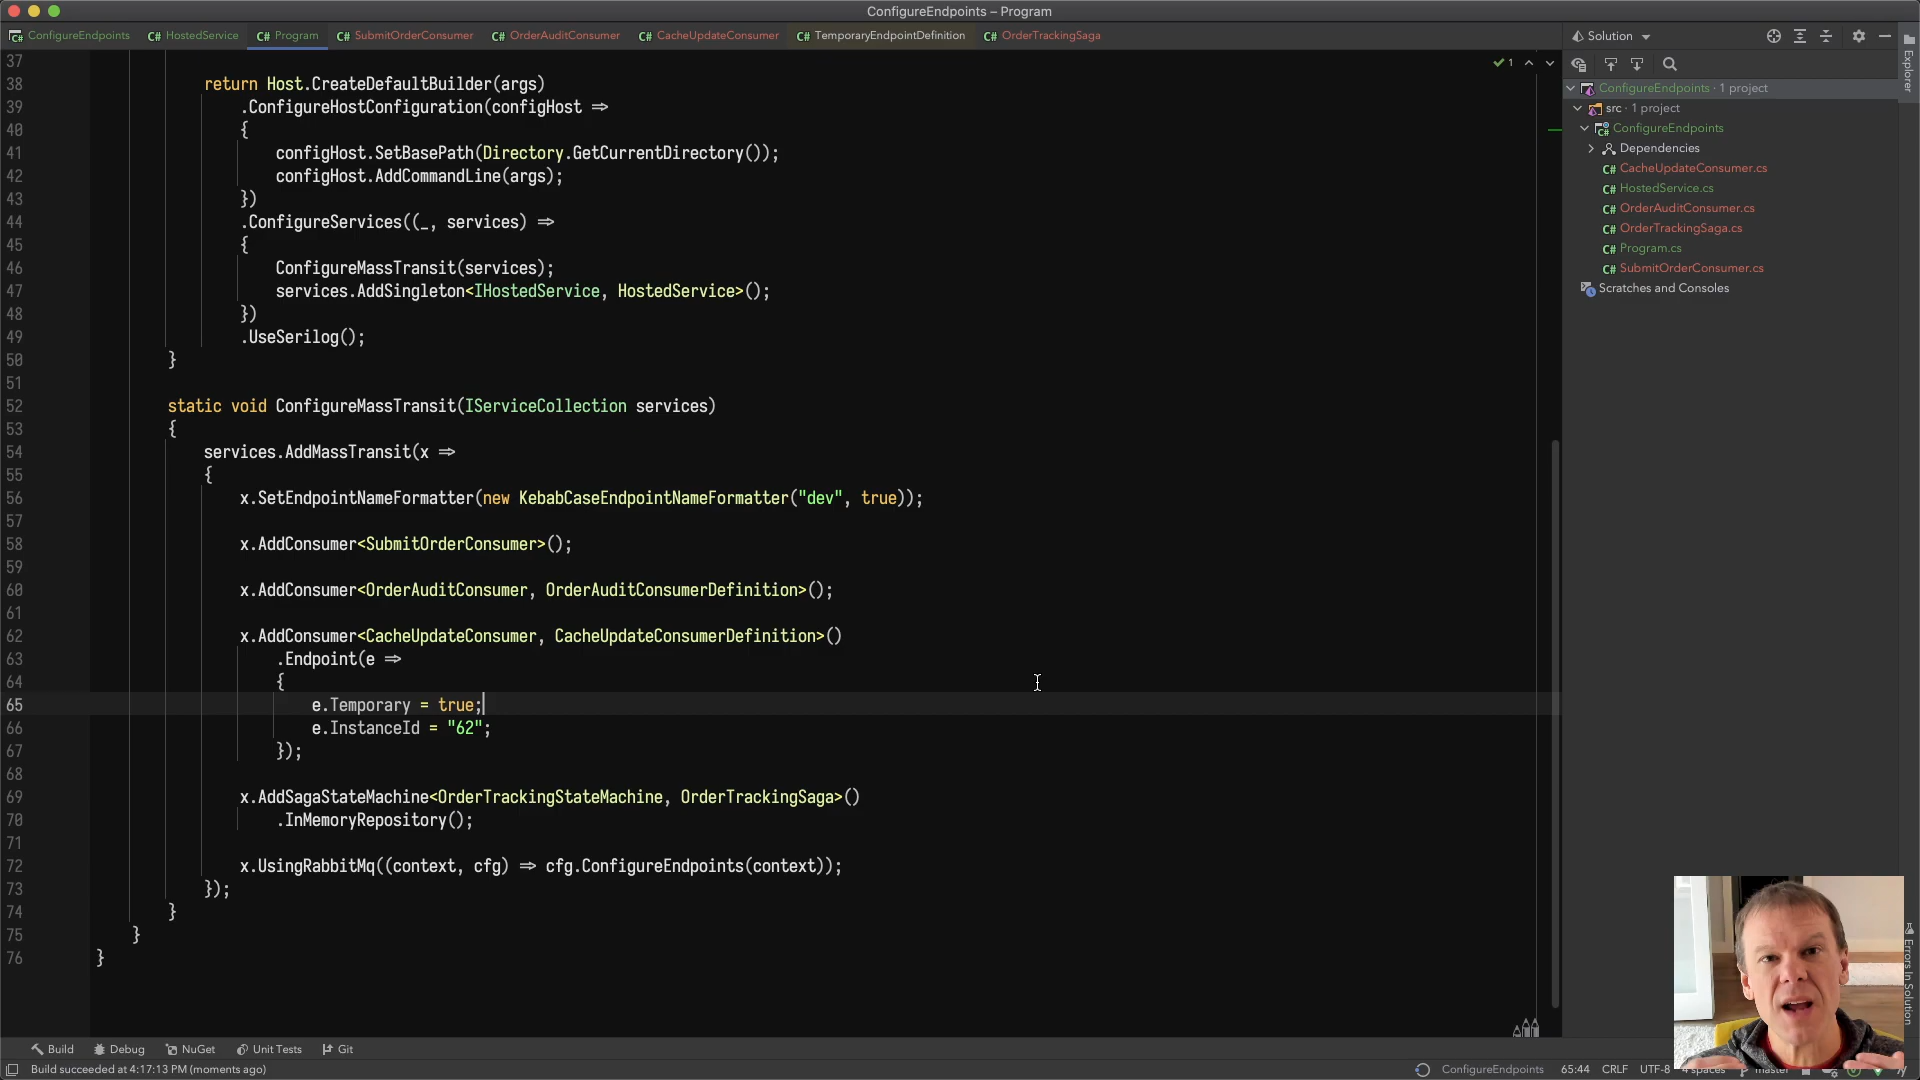 ConfigureEndpoints – Program
C# ConfigureEndpoints
C# HostedService
C# Program
C# SubmitOrderConsumer
C# OrderAuditConsumer
C# CacheUpdateConsumer
C# TemporaryEndpointDefinition
C# OrderTrackingSaga
Solution
37
38 return Host.CreateDefaultBuilder(args)
39 .ConfigureHostConfiguration(configHost ⇒
40 {
41 configHost.SetBasePath(Directory.GetCurrentDirectory());
42 configHost.AddCommandLine(args);
43 })
44 .ConfigureServices((_, services) ⇒
45 {
46 ConfigureMassTransit(services);
47 services.AddSingleton<IHostedService, HostedService>();
48 })
49 .UseSerilog();
50 }
51
52 static void ConfigureMassTransit(IServiceCollection services)
53 {
54 services.AddMassTransit(x ⇒
55 {
56 x.SetEndpointNameFormatter(new KebabCaseEndpointNameFormatter("dev", true));
57
58 x.AddConsumer<SubmitOrderConsumer>();
59
60 x.AddConsumer<OrderAuditConsumer, OrderAuditConsumerDefinition>();
61
62 x.AddConsumer<CacheUpdateConsumer, CacheUpdateConsumerDefinition>()
63 .Endpoint(e ⇒
64 {
65 e.Temporary = true;
66 e.InstanceId = "62";
67 });
68
69 x.AddSagaStateMachine<OrderTrackingStateMachine, OrderTrackingSaga>()
70 .InMemoryRepository();
71
72 x.UsingRabbitMq((context, cfg) ⇒ cfg.ConfigureEndpoints(context));
73 });
74 }
75 }
76 }
1
ConfigureEndpoints · 1 project
src · 1 project
ConfigureEndpoints
Dependencies
C# CacheUpdateConsumer.cs
C# HostedService.cs
C# OrderAuditConsumer.cs
C# OrderTrackingSaga.cs
C# Program.cs
C# SubmitOrderConsumer.cs
Scratches and Consoles
Explorer
Errors In Solution
Build
Debug
NuGet
Unit Tests
Git
Build succeeded at 4:17:13 PM (moments ago)
ConfigureEndpoints
65:44
CRLF
UTF-8
4 spaces
master